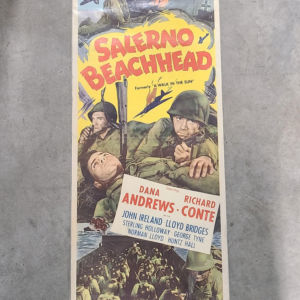 SALERNO
BEACHHEAD
Formerly "A WALK IN THE SUN"
DANA RICHARD
ANDREWS · CONTE
with
JOHN IRELAND · LLOYD BRIDGES
STERLING HOLLOWAY · GEORGE TYNE
NORMAN LLOYD · HUNTZ HALL